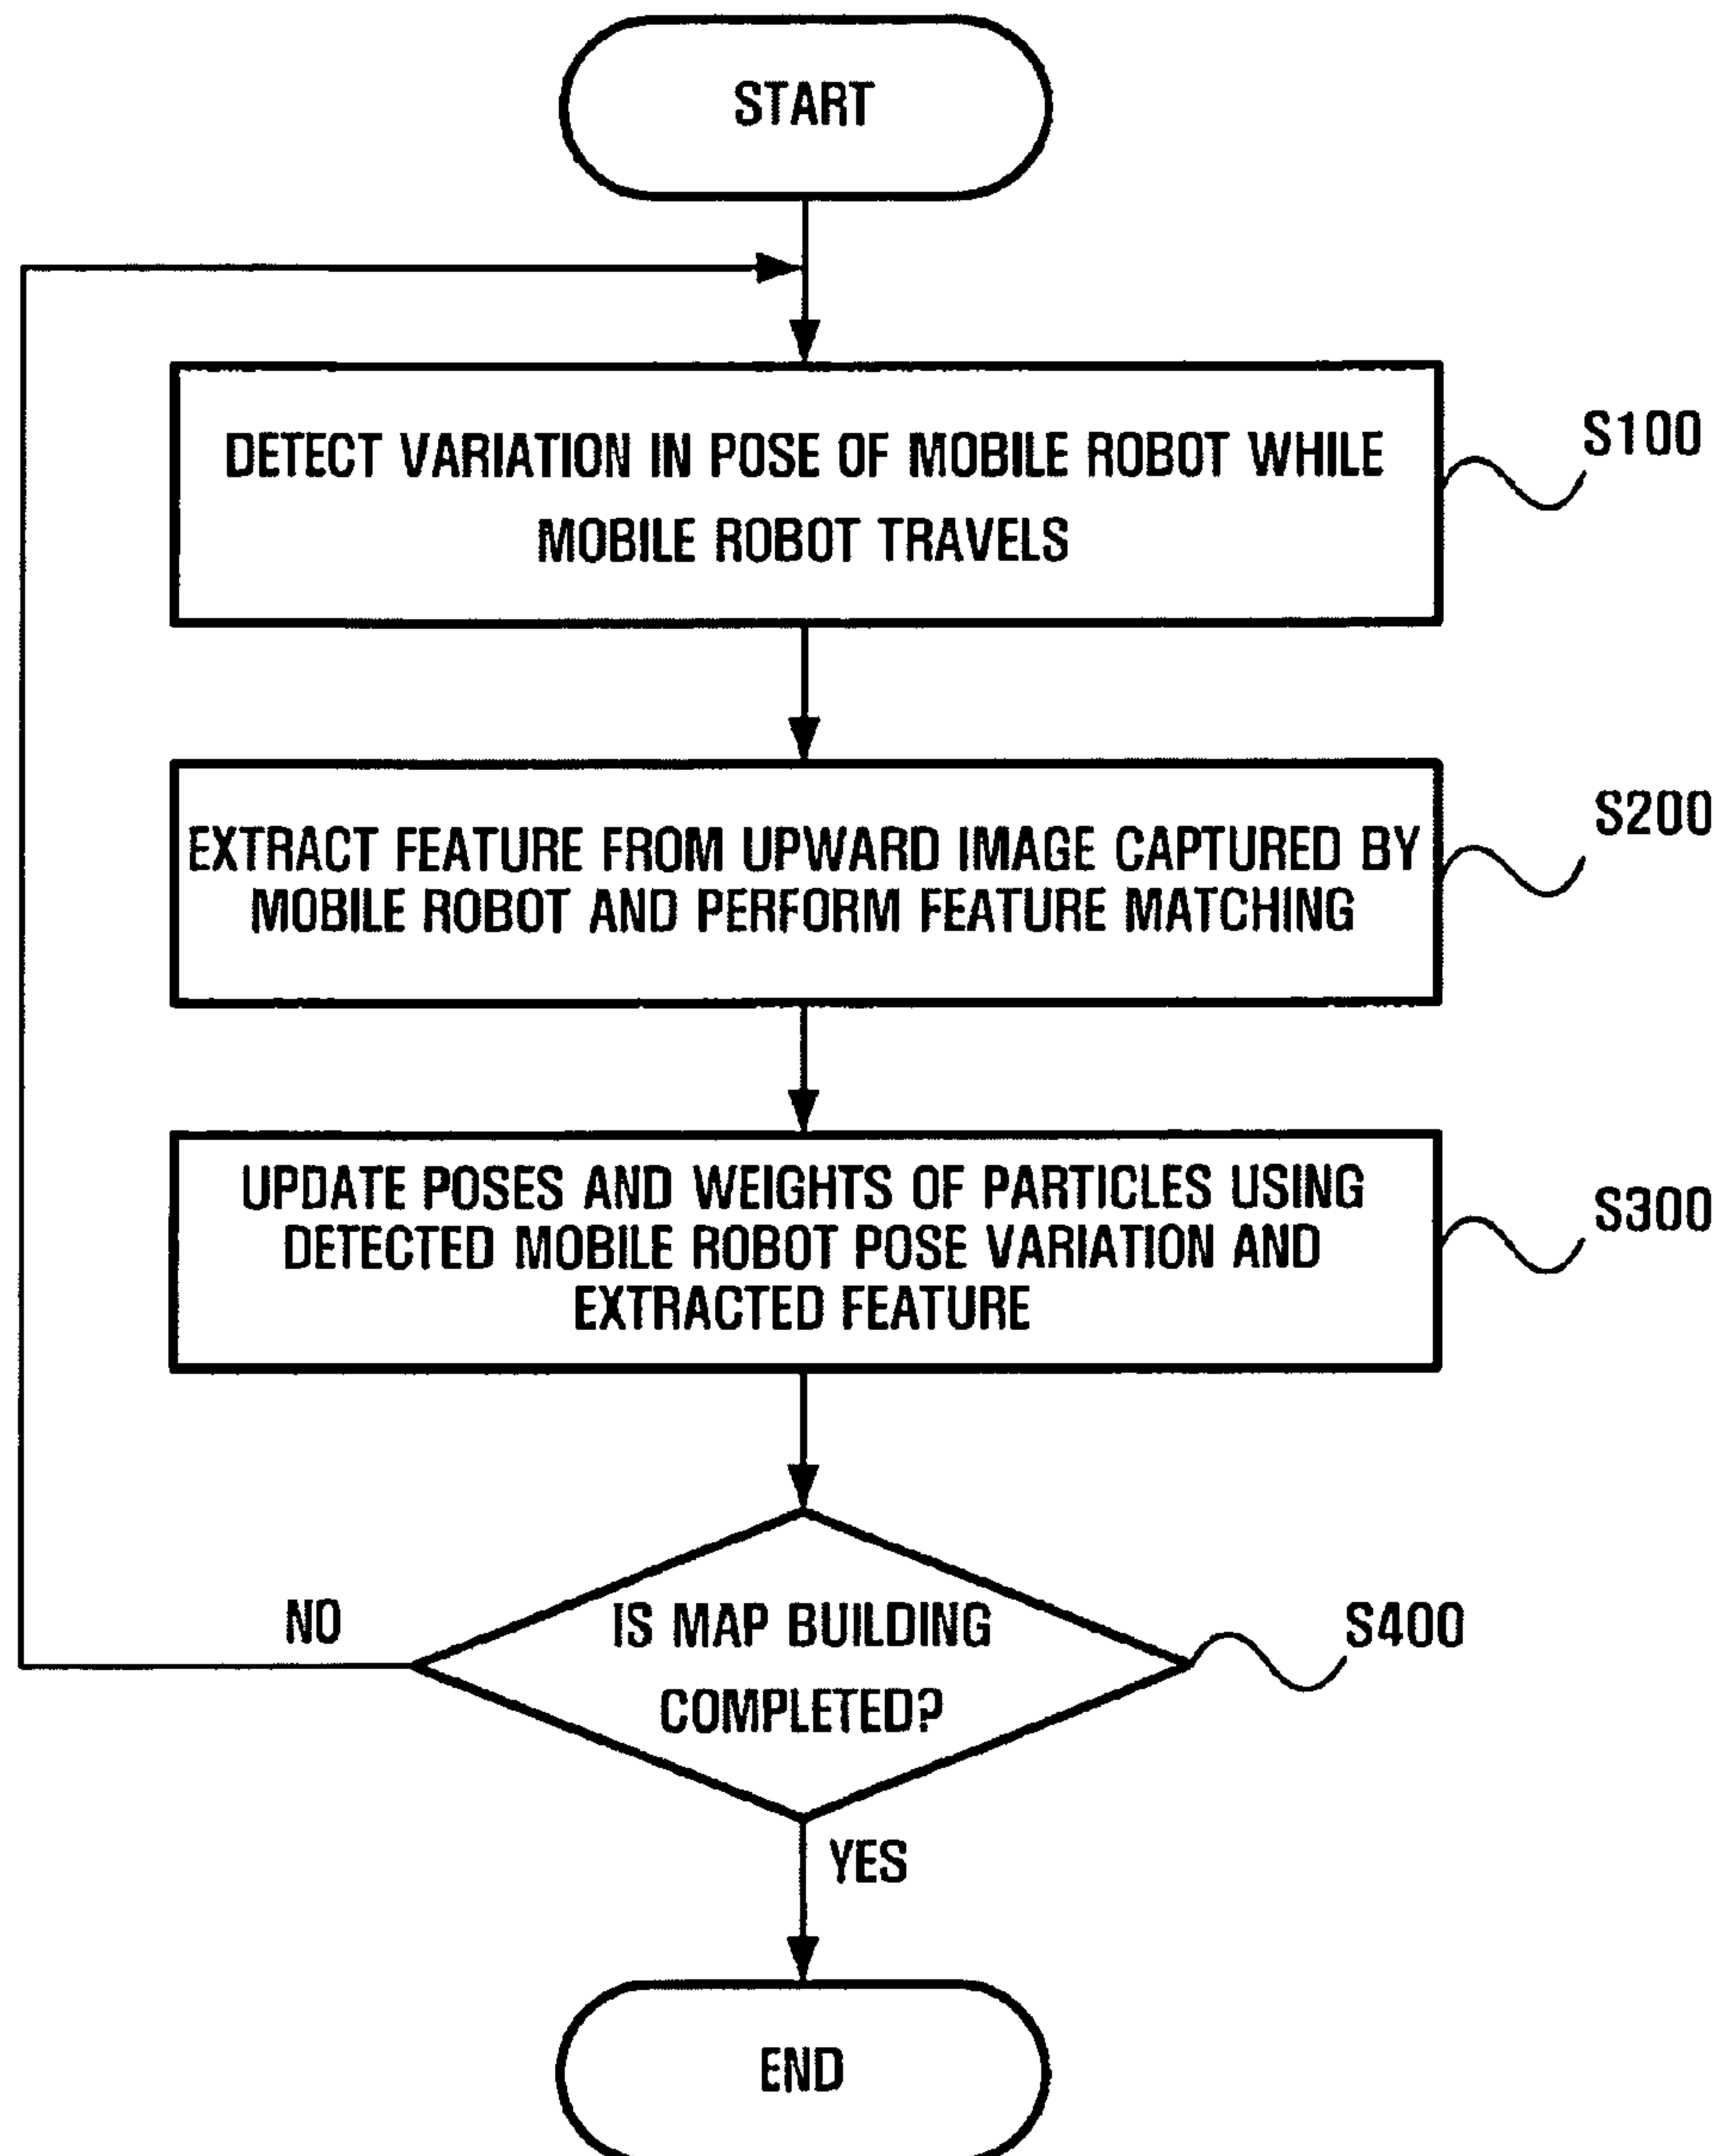 START
DETECT VARIATION IN POSE OF MOBILE ROBOT WHILE
MOBILE ROBOT TRAVELS
S100
EXTRACT FEATURE FROM UPWARD IMAGE CAPTURED BY
MOBILE ROBOT AND PERFORM FEATURE MATCHING
S200
UPDATE POSES AND WEIGHTS OF PARTICLES USING
DETECTED MOBILE ROBOT POSE VARIATION AND
EXTRACTED FEATURE
S300
NO
IS MAP BUILDING
COMPLETED?
S400
YES
END